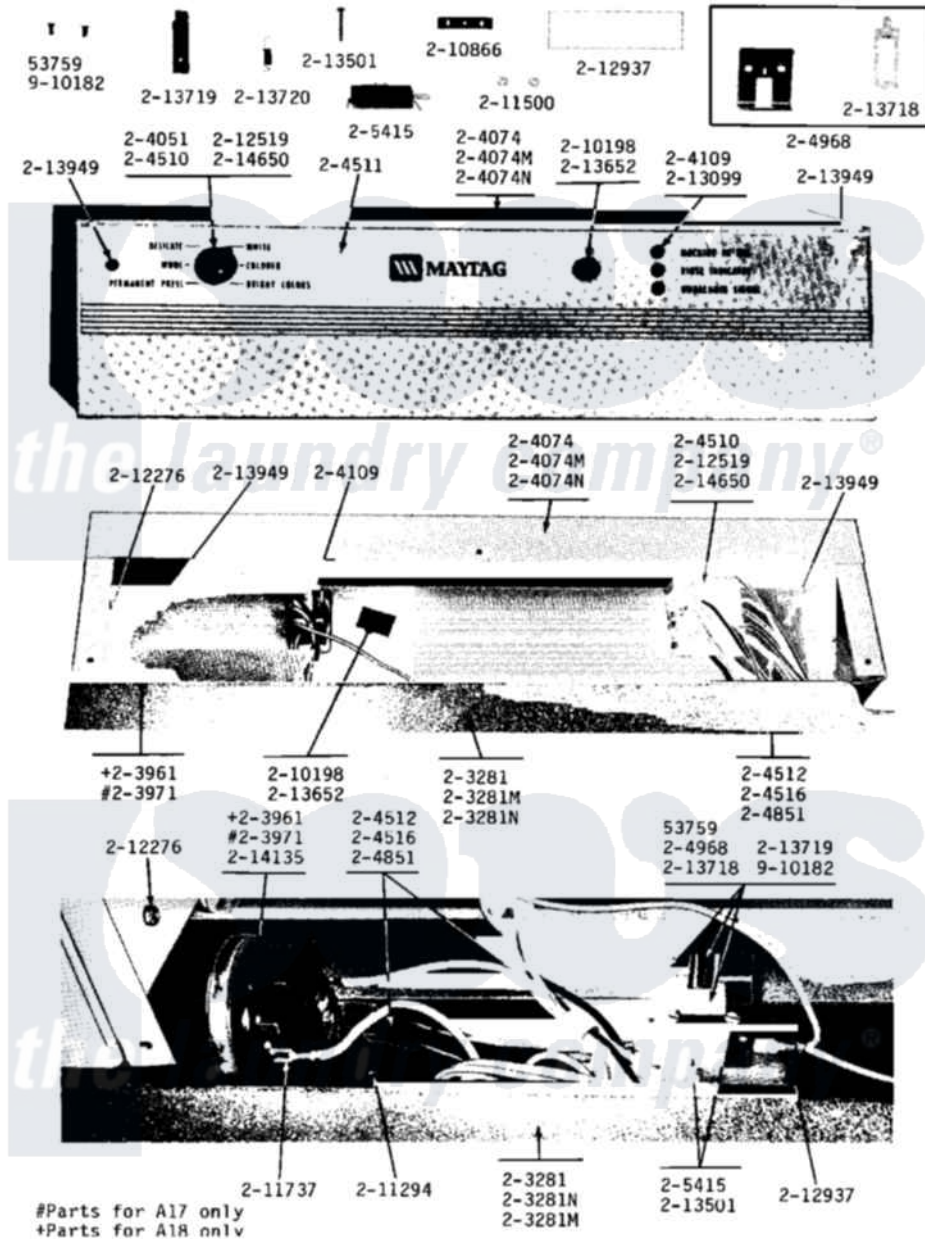 53759
9-10182
2-13719
2-13720
2-13501
2-10866
2-12937
2-11500
2-5415
2-13718
2-4968
2-13949
2-4051 2-12519
2-4510 2-14650
2-4511
2-4074
2-4074M
2-4074N
2-10198
2-13652
2-4109
2-13099
2-13949
DELICATE
WHITE
COLORED
PERMANENT PRESS
BRIGHT COLORS
MAYTAG
the laundry company®
2-12276
2-13949
2-4109
2-4074
2-4074M
2-4074N
2-4510
2-12519
2-14650
2-13949
+2-3961
#2-3971
2-10198
2-13652
2-3281
2-3281M
2-3281N
2-4512
2-4516
2-4851
2-12276
+2-3961
#2-3971
2-14135
2-4512
2-4516
2-4851
53759
2-4968 2-13719
2-13718 9-10182
the laundry company®
2-11737
2-11294
2-3281
2-3281N
2-3281M
2-5415
2-13501
2-12937
#Parts for A17 only
+Parts for A18 only